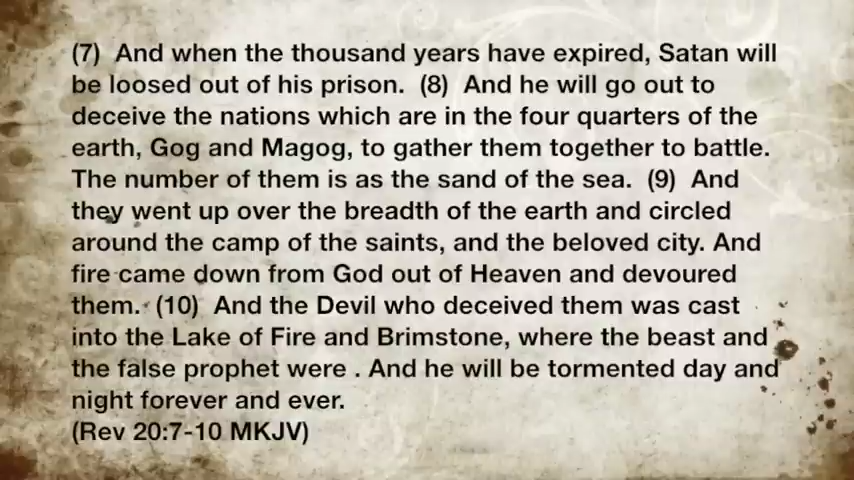 (7)  And when the thousand years have expired, Satan will
be loosed out of his prison.  (8)  And he will go out to
deceive the nations which are in the four quarters of the
earth, Gog and Magog, to gather them together to battle.
The number of them is as the sand of the sea.  (9)  And
they went up over the breadth of the earth and circled
around the camp of the saints, and the beloved city. And
fire came down from God out of Heaven and devoured
them.  (10)  And the Devil who deceived them was cast
into the Lake of Fire and Brimstone, where the beast and
the false prophet were . And he will be tormented day and
night forever and ever.
(Rev 20:7-10 MKJV)